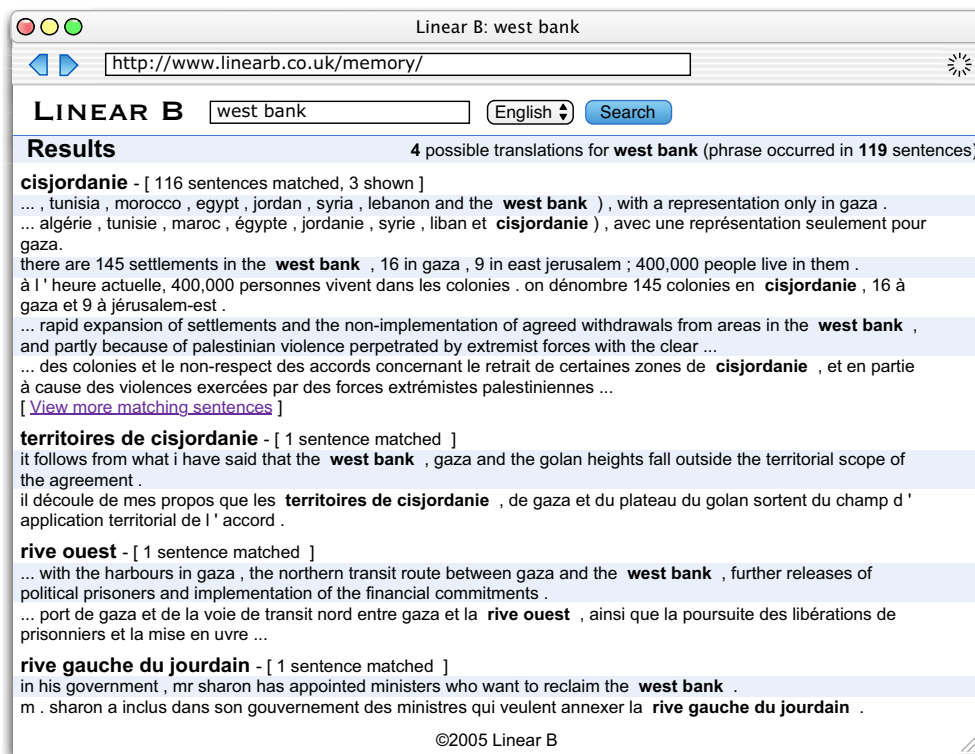 Linear B: west bank
http://www.linearb.co.uk/memory/
LINEAR B west bank English Search
Results 4 possible translations for west bank (phrase occurred in 119 sentences)
cisjordanie - [ 116 sentences matched, 3 shown ]
... , tunisia , morocco , egypt , jordan , syria , lebanon and the west bank ) , with a representation only in gaza .
... algérie , tunisie , maroc , égypte , jordanie , syrie , liban et cisjordanie ) , avec une représentation seulement pour
gaza.
there are 145 settlements in the west bank , 16 in gaza , 9 in east jerusalem ; 400,000 people live in them .
à l ' heure actuelle, 400,000 personnes vivent dans les colonies . on dénombre 145 colonies en cisjordanie , 16 à
gaza et 9 à jérusalem-est .
... rapid expansion of settlements and the non-implementation of agreed withdrawals from areas in the west bank ,
and partly because of palestinian violence perpetrated by extremist forces with the clear ...
... des colonies et le non-respect des accords concernant le retrait de certaines zones de cisjordanie , et en partie
à cause des violences exercées par des forces extrémistes palestiniennes ...
[ View more matching sentences ]
territoires de cisjordanie - [ 1 sentence matched ]
it follows from what i have said that the west bank , gaza and the golan heights fall outside the territorial scope of
the agreement .
il découle de mes propos que les territoires de cisjordanie , de gaza et du plateau du golan sortent du champ d '
application territorial de l ' accord .
rive ouest - [ 1 sentence matched ]
... with the harbours in gaza , the northern transit route between gaza and the west bank , further releases of
political prisoners and implementation of the financial commitments .
... port de gaza et de la voie de transit nord entre gaza et la rive ouest , ainsi que la poursuite des libérations de
prisonniers et la mise en uvre ...
rive gauche du jourdain - [ 1 sentence matched ]
in his government , mr sharon has appointed ministers who want to reclaim the west bank .
m . sharon a inclus dans son gouvernement des ministres qui veulent annexer la rive gauche du jourdain .
©2005 Linear B